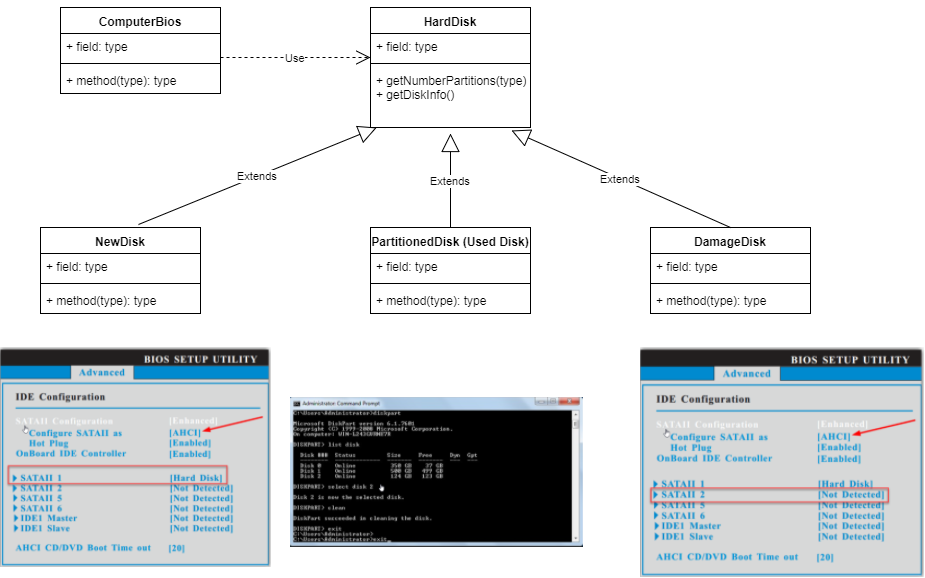 ComputerBios
+ field: type
+ method(type): type
Use
HardDisk
+ field: type
+ getNumberPartitions(type)
+ getDiskInfo()
Extends
Extends
Extends
NewDisk
+ field: type
+ method(type): type
PartitionedDisk (Used Disk)
+ field: type
+ method(type): type
DamageDisk
+ field: type
+ method(type): type
BIOS SETUP UTILITY
Advanced
IDE Configuration
SATAII Configuration [Enhanced]
Configure SATAII as [AHCI]
Hot Plug [Enabled]
OnBoard IDE Controller [Enabled]
SATAII 1 [Hard Disk]
SATAII 2 [Not Detected]
SATAII 5 [Not Detected]
SATAII 6 [Not Detected]
IDE1 Master [Not Detected]
IDE1 Slave [Not Detected]
AHCI CD/DVD Boot Time out [20]
Administrator: Command Prompt
C:\Users\Administrator>diskpart
Microsoft DiskPart version 6.1.7601
Copyright (C) 1999-2008 Microsoft Corporation.
On computer:
DISKPART> list disk
Disk ### Status Size Free Dyn Gpt
Disk 0 Online 350 GB 37 GB
Disk 1 Online 500 GB 499 GB
Disk 2 Online 124 GB 123 GB
DISKPART> select disk 2
Disk 2 is now the selected disk.
DISKPART> clean
DiskPart succeeded in cleaning the disk.
DISKPART> exit
C:\Users\Administrator>
C:\Users\Administrator>exit
BIOS SETUP UTILITY
Advanced
IDE Configuration
SATAII Configuration [Enhanced]
Configure SATAII as [AHCI]
Hot Plug [Enabled]
OnBoard IDE Controller [Enabled]
SATAII 1 [Hard Disk]
SATAII 2 [Not Detected]
SATAII 5 [Not Detected]
SATAII 6 [Not Detected]
IDE1 Master [Not Detected]
IDE1 Slave [Not Detected]
AHCI CD/DVD Boot Time out [20]